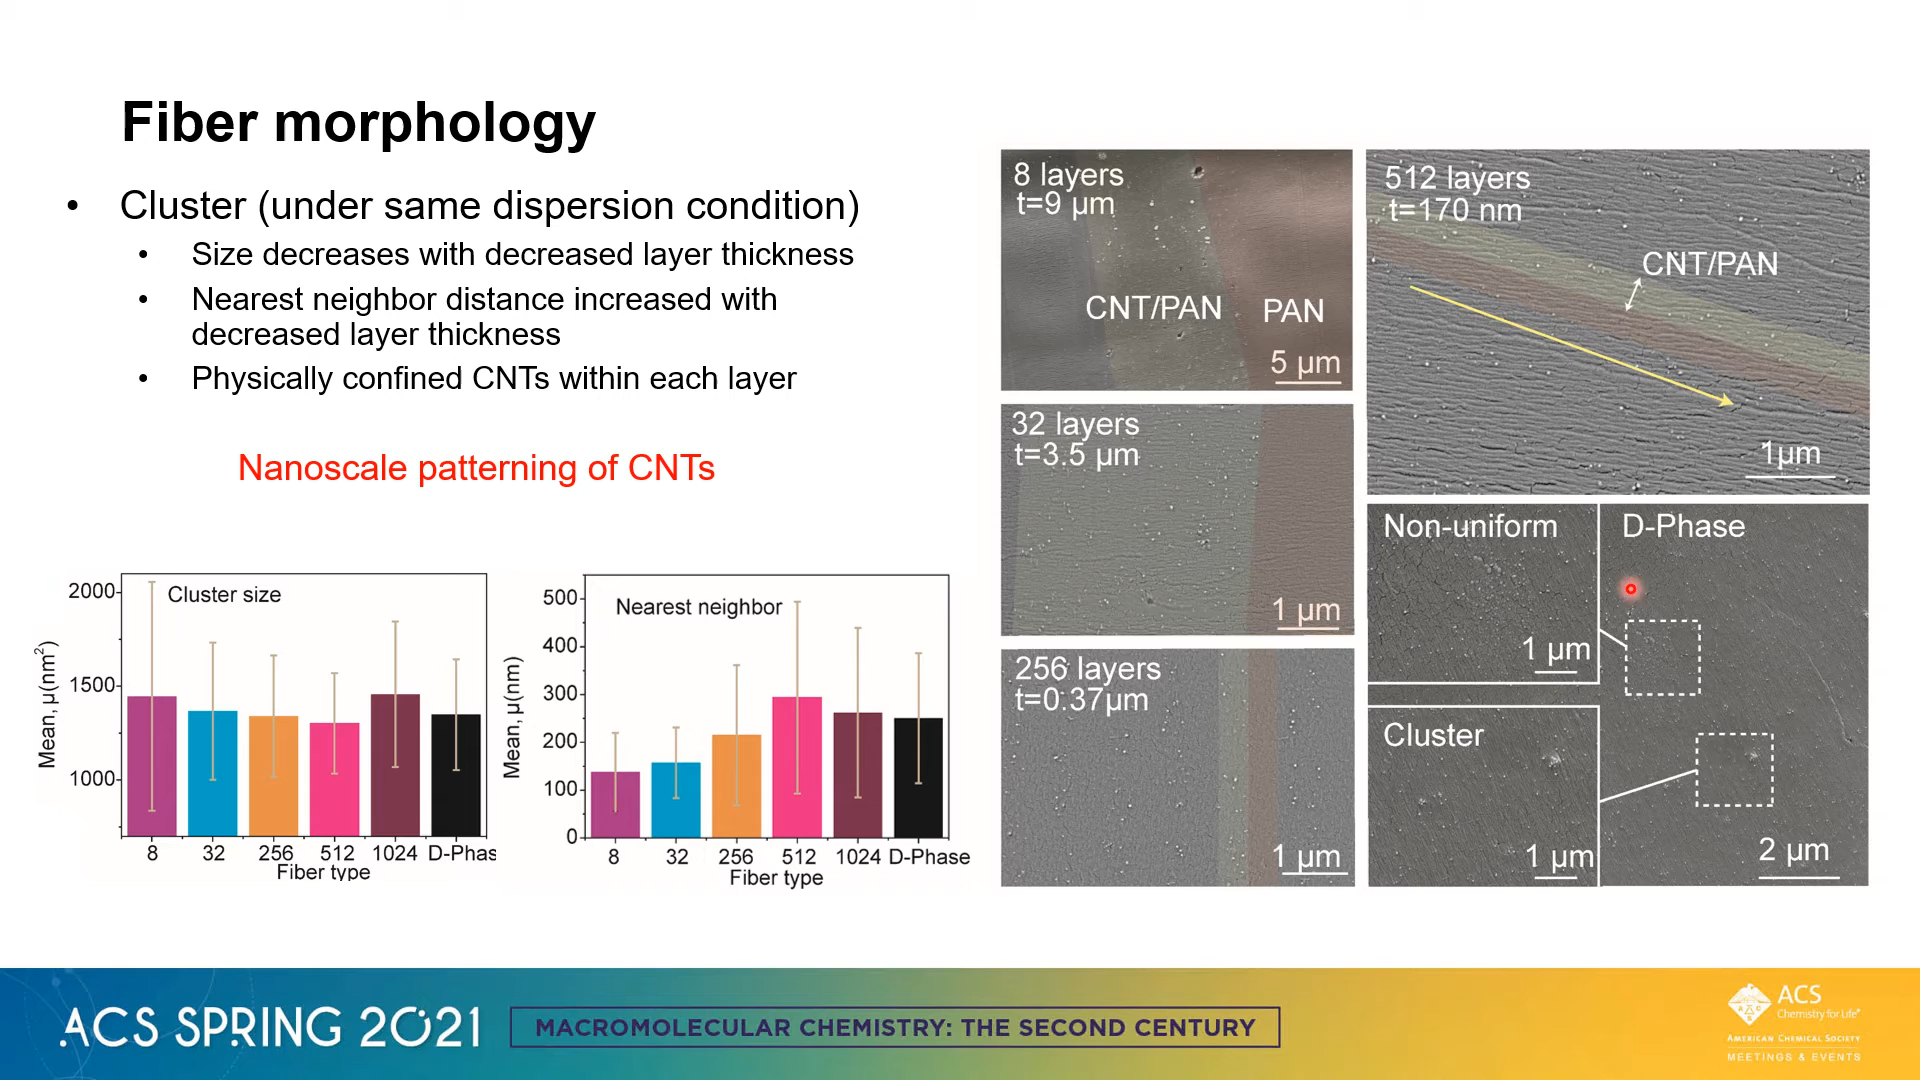 Fiber morphology
• Cluster (under same dispersion condition)
• Size decreases with decreased layer thickness
• Nearest neighbor distance increased with
decreased layer thickness
• Physically confined CNTs within each layer
Nanoscale patterning of CNTs
Cluster size
Mean, μ(nm²)
2000
1500
1000
8 32 256 512 1024 D-Phas
Fiber type
Nearest neighbor
Mean, μ(nm)
500
400
300
200
100
0
8 32 256 512 1024 D-Phase
Fiber type
8 layers
t=9 μm
CNT/PAN PAN
5 μm
32 layers
t=3.5 μm
1 μm
256 layers
t=0.37μm
1 μm
512 layers
t=170 nm
CNT/PAN
1μm
Non-uniform
1 μm
D-Phase
Cluster
1 μm
2 μm
ACS SPRING 2021
MACROMOLECULAR CHEMISTRY: THE SECOND CENTURY
ACS
Chemistry for Life®
AMERICAN CHEMICAL SOCIETY
MEETINGS & EVENTS